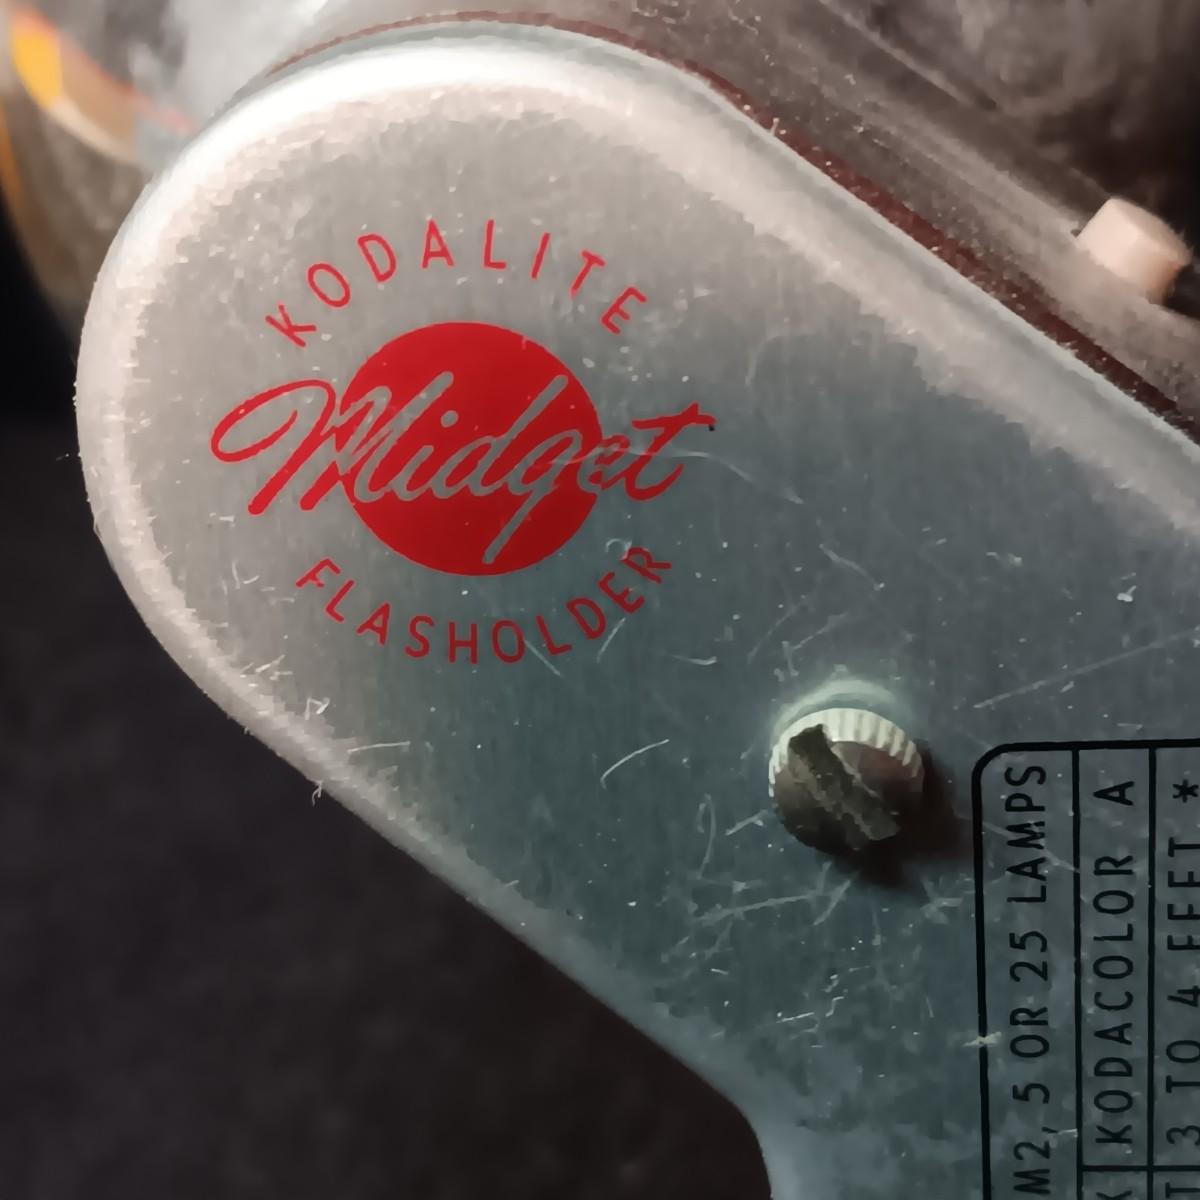 KODALITE
Midget
FLASHOLDER
M2, 5 OR 25 LAMPS
KODACOLOR A
3 TO 4 FEET *